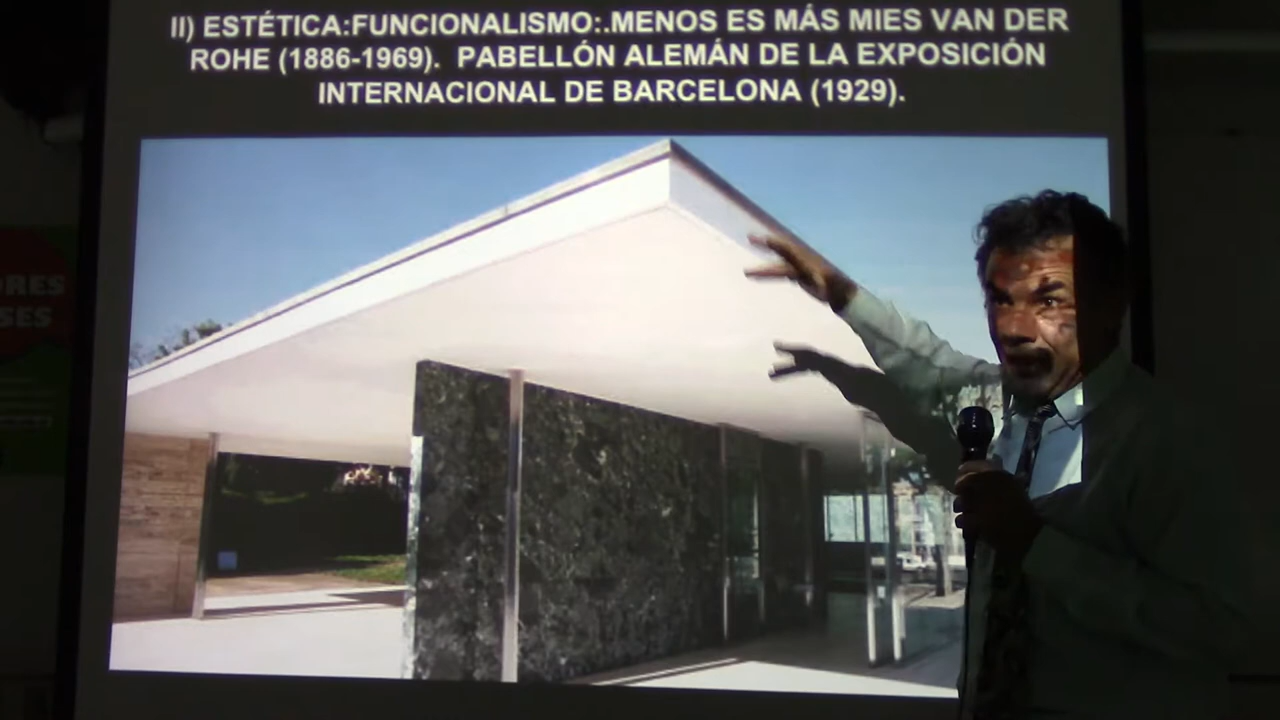 II) ESTÉTICA:FUNCIONALISMO:.MENOS ES MÁS MIES VAN DER
ROHE (1886-1969). PABELLÓN ALEMÁN DE LA EXPOSICIÓN
INTERNACIONAL DE BARCELONA (1929).
ORES
SES